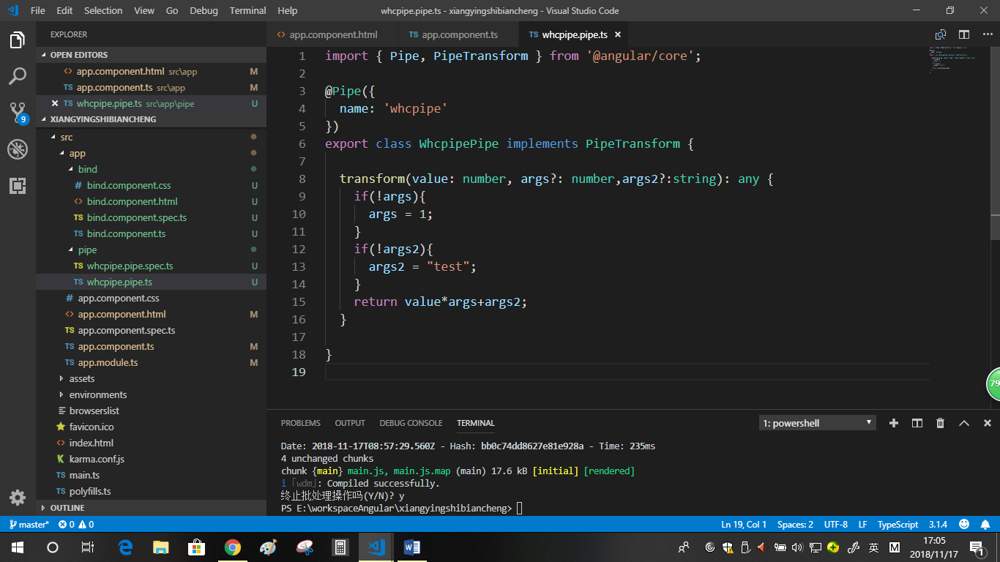 File Edit Selection View Go Debug Terminal Help
whcpipe.pipe.ts - xiangyingshibiancheng - Visual Studio Code
EXPLORER
OPEN EDITORS
app.component.html src\app M
app.component.ts src\app M
whcpipe.pipe.ts src\app\pipe U
9
XIANGYINGSHIBIANCHENG
src
app
bind
bind.component.css U
bind.component.html U
bind.component.spec.ts U
bind.component.ts U
pipe
whcpipe.pipe.spec.ts U
whcpipe.pipe.ts U
app.component.css
app.component.html M
app.component.spec.ts
app.component.ts M
app.module.ts M
assets
environments
browserslist
favicon.ico
index.html
karma.conf.js
main.ts
polyfills.ts
OUTLINE
app.component.html
TS app.component.ts
TS whcpipe.pipe.ts
1 import { Pipe, PipeTransform } from '@angular/core';
2
3 @Pipe({
4 name: 'whcpipe'
5 })
6 export class WhcpipePipe implements PipeTransform {
7
8 transform(value: number, args?: number,args2?:string): any {
9 if(!args){
10 args = 1;
11 }
12 if(!args2){
13 args2 = "test";
14 }
15 return value*args+args2;
16 }
17
18 }
19
79
PROBLEMS OUTPUT DEBUG CONSOLE TERMINAL
1: powershell
Date: 2018-11-17T08:57:29.560Z - Hash: bb0c74dd8627e81e928a - Time: 235ms
4 unchanged chunks
chunk {main} main.js, main.js.map (main) 17.6 kB [initial] [rendered]
i ｢wdm｣: Compiled successfully.
终止批处理操作吗(Y/N)? y
PS E:\workspaceAngular\xiangyingshibiancheng>
master* 0 0
Ln 19, Col 1 Spaces: 2 UTF-8 LF TypeScript 3.1.4
英 M
17:05
2018/11/17
1